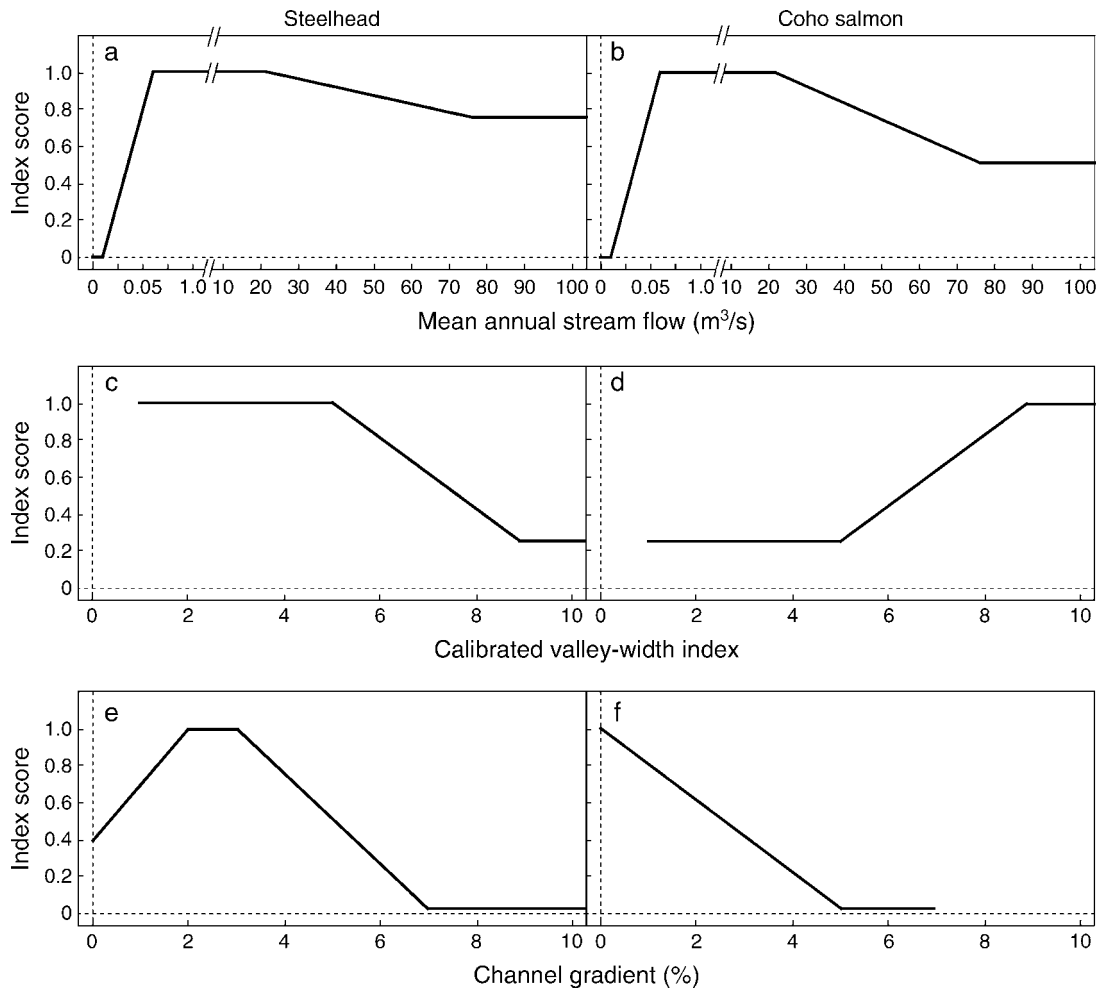 Steelhead Coho salmon
a b
1.0
0.8
0.6
0.4
0.2
0
Index score
0 0.05 1.0 10 20 30 40 50 60 70 80 90 100 0 0.05 1.0 10 20 30 40 50 60 70 80 90 100
Mean annual stream flow (m³/s)
c d
1.0
0.8
0.6
0.4
0.2
0
Index score
0 2 4 6 8 10 0 2 4 6 8 10
Calibrated valley-width index
e f
1.0
0.8
0.6
0.4
0.2
0
Index score
0 2 4 6 8 10 0 2 4 6 8 10
Channel gradient (%)